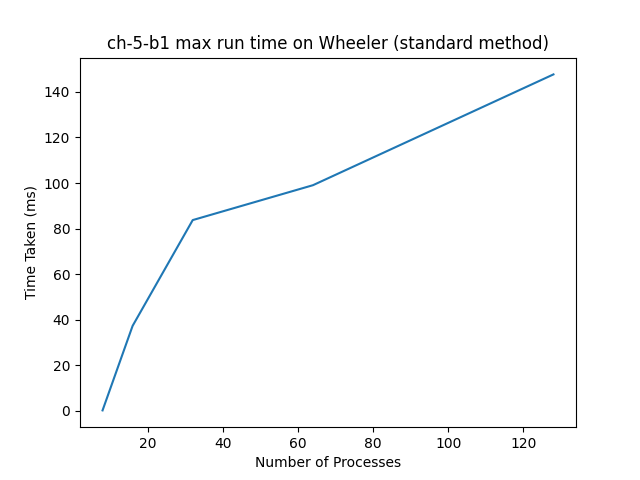 ch-5-b1 max run time on Wheeler (standard method)
Time Taken (ms)
140
120
100
80
60
40
20
0
20 40 60 80 100 120
Number of Processes